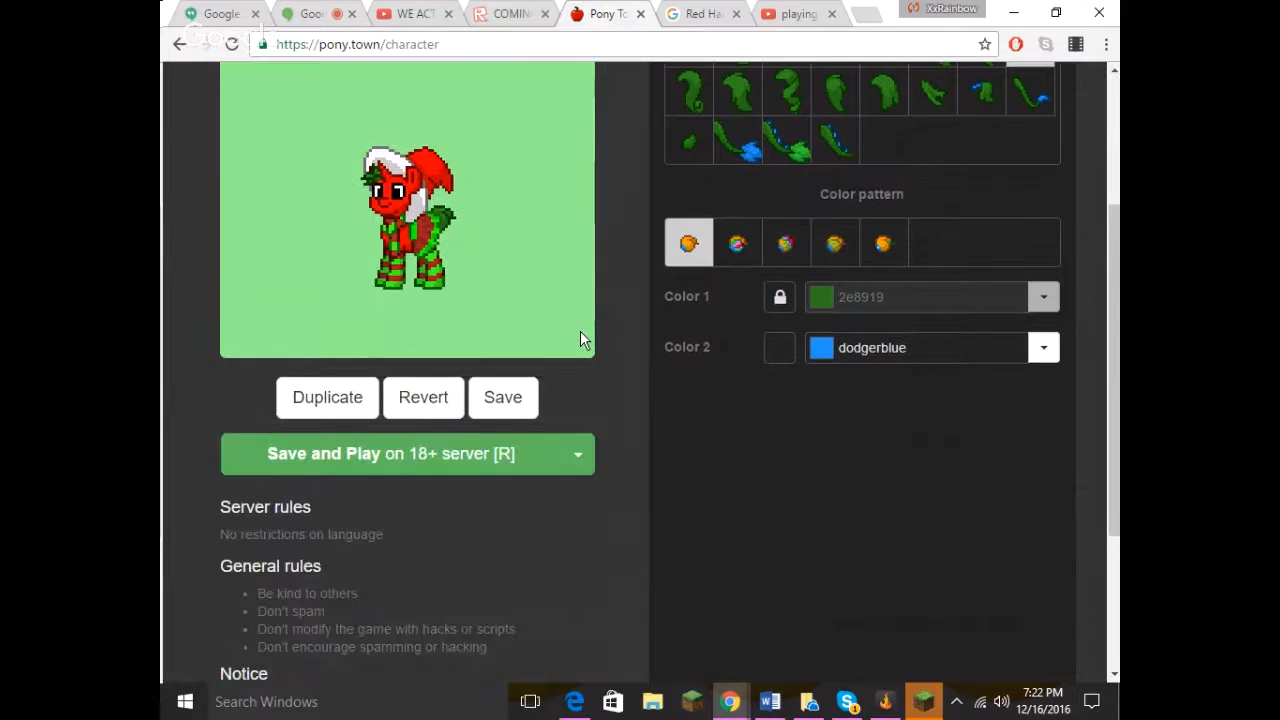 Google
Goo
WE ACT
COMIN
Pony To
Red Ha
playing
XxRainbow
Google
https://pony.town/character
Color pattern
Color 1
2e8919
Color 2
dodgerblue
Duplicate
Revert
Save
Save and Play on 18+ server [R]
Server rules
No restrictions on language
General rules
Be kind to others
Don't spam
Don't modify the game with hacks or scripts
Don't encourage spamming or hacking
Notice
Search Windows
7:22 PM
12/16/2016